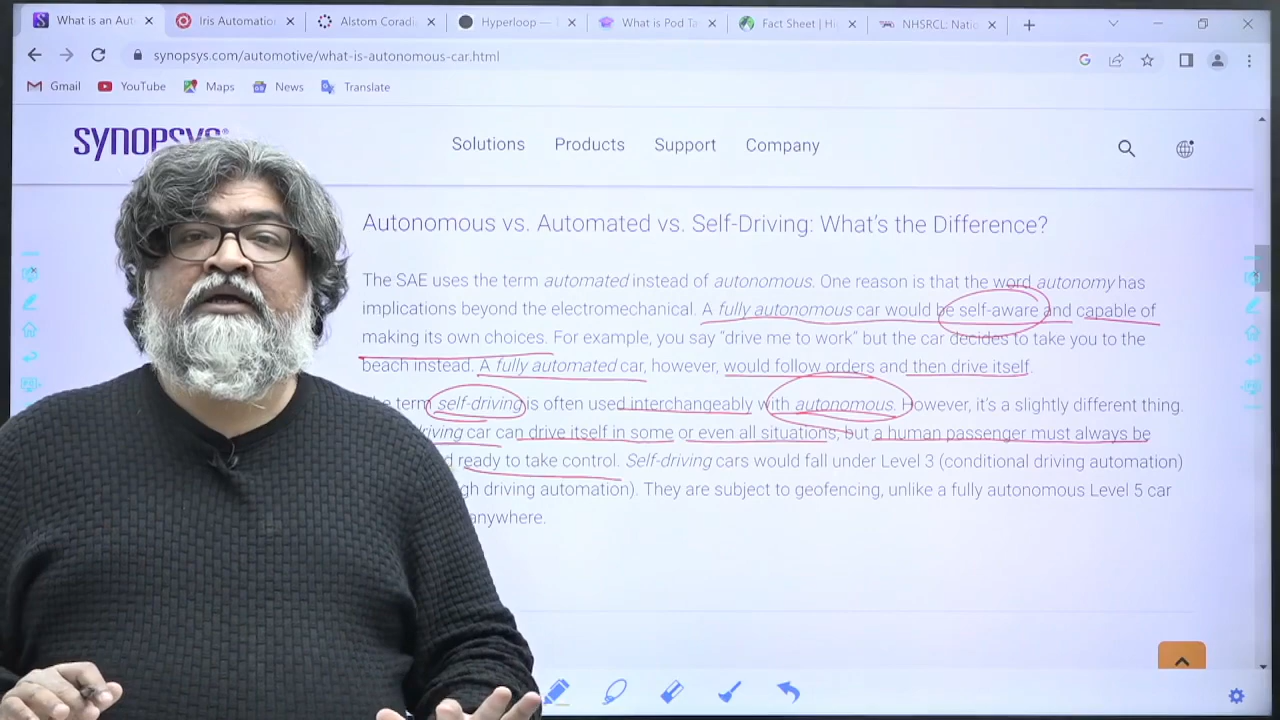 What is an Aut
Iris Automatio
Alstom Coradi
Hyperloop —
What is Pod Ta
Fact Sheet | Hi
NHSRCL: Natio
synopsys.com/automotive/what-is-autonomous-car.html
Gmail
YouTube
Maps
News
Translate
SYNOPSYS
Solutions
Products
Support
Company
Autonomous vs. Automated vs. Self-Driving: What's the Difference?
The SAE uses the term automated instead of autonomous. One reason is that the word autonomy has
implications beyond the electromechanical. A fully autonomous car would be self-aware and capable of
making its own choices. For example, you say “drive me to work” but the car decides to take you to the
beach instead. A fully automated car, however, would follow orders and then drive itself.
term self-driving is often used interchangeably with autonomous. However, it's a slightly different thing.
driving car can drive itself in some or even all situations, but a human passenger must always be
ready to take control. Self-driving cars would fall under Level 3 (conditional driving automation)
gh driving automation). They are subject to geofencing, unlike a fully autonomous Level 5 car
anywhere.